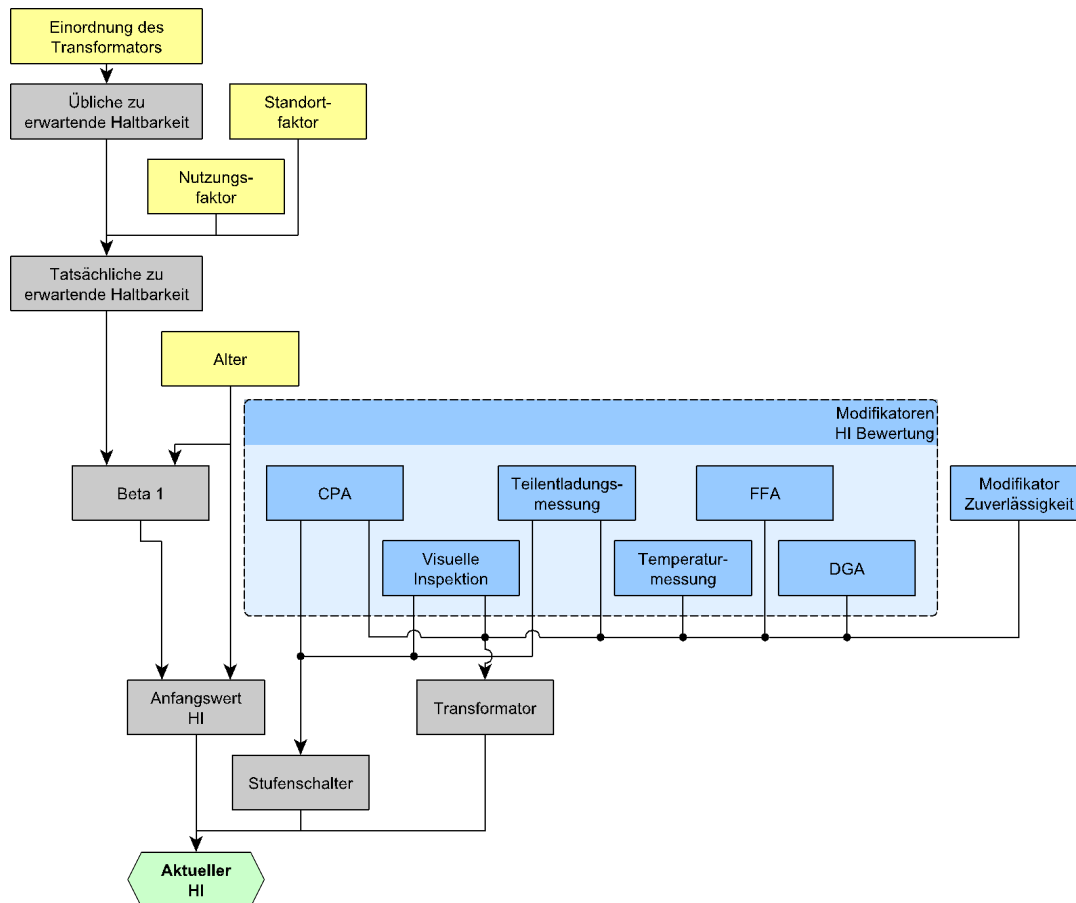 Einordnung des
Transformators
Übliche zu
erwartende Haltbarkeit
Standort-
faktor
Nutzungs-
faktor
Tatsächliche zu
erwartende Haltbarkeit
Alter
Modifikatoren
HI Bewertung
Beta 1
CPA
Teilentladungs-
messung
FFA
Modifikator
Zuverlässigkeit
Visuelle
Inspektion
Temperatur-
messung
DGA
Anfangswert
HI
Transformator
Stufenschalter
Aktueller
HI